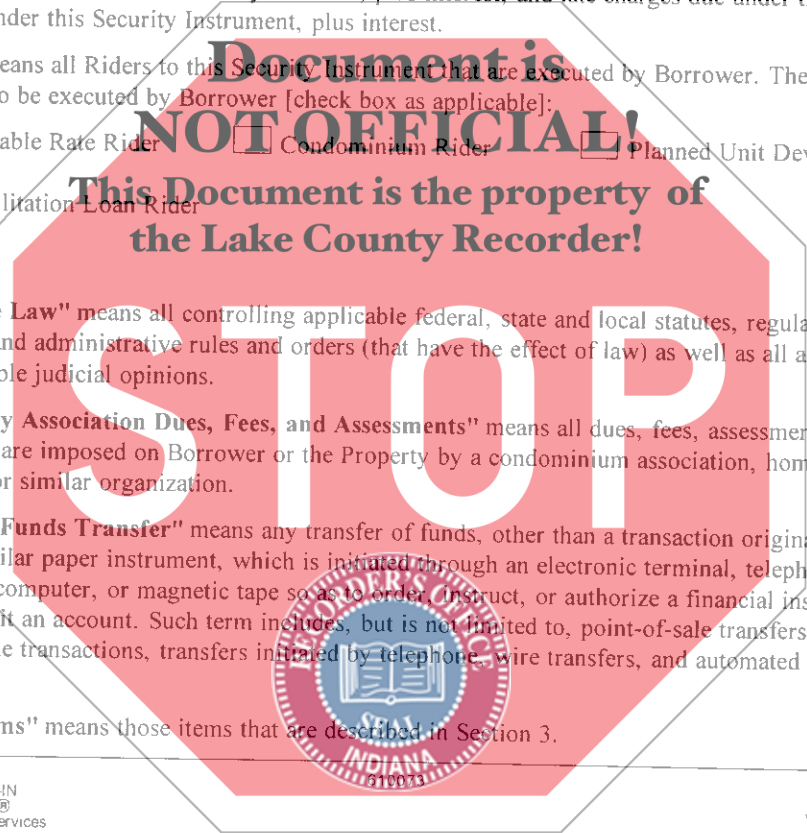 nder this Security Instrument, plus interest.
Document is
eans all Riders to this Security Instrument that are executed by Borrower. The
o be executed by Borrower [check box as applicable]:
NOT OFFICIAL!
able Rate Rider Condominium Rider Planned Unit Dev
This Document is the property of
litation Loan Rider
the Lake County Recorder!
Law" means all controlling applicable federal, state and local statutes, regula
nd administrative rules and orders (that have the effect of law) as well as all a
ble judicial opinions.
STOP
y Association Dues, Fees, and Assessments" means all dues, fees, assessmen
are imposed on Borrower or the Property by a condominium association, hom
or similar organization.
Funds Transfer" means any transfer of funds, other than a transaction origina
ilar paper instrument, which is initiated through an electronic terminal, teleph
computer, or magnetic tape so as to order, instruct, or authorize a financial ins
it an account. Such term includes, but is not limited to, point-of-sale transfers
e transactions, transfers initiated by telephone, wire transfers, and automated
RECORDER'S OFFICE
SEAL
INDIANA
ms" means those items that are described in Section 3.
610073
IN
®
ervices